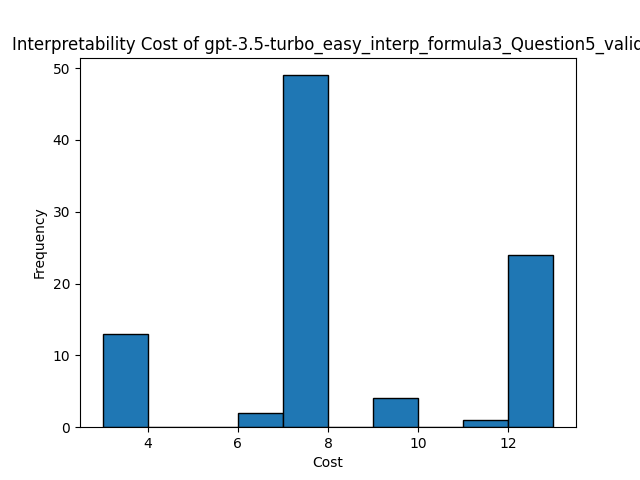 Interpretability Cost of gpt-3.5-turbo_easy_interp_formula3_Question5_valid
50
40
30
20
10
0
Frequency
4 6 8 10 12
Cost